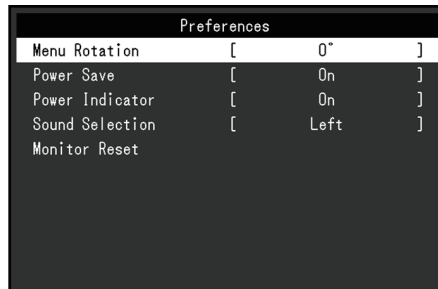 Preferences
Menu Rotation [ 0° ]
Power Save [ On ]
Power Indicator [ On ]
Sound Selection [ Left ]
Monitor Reset